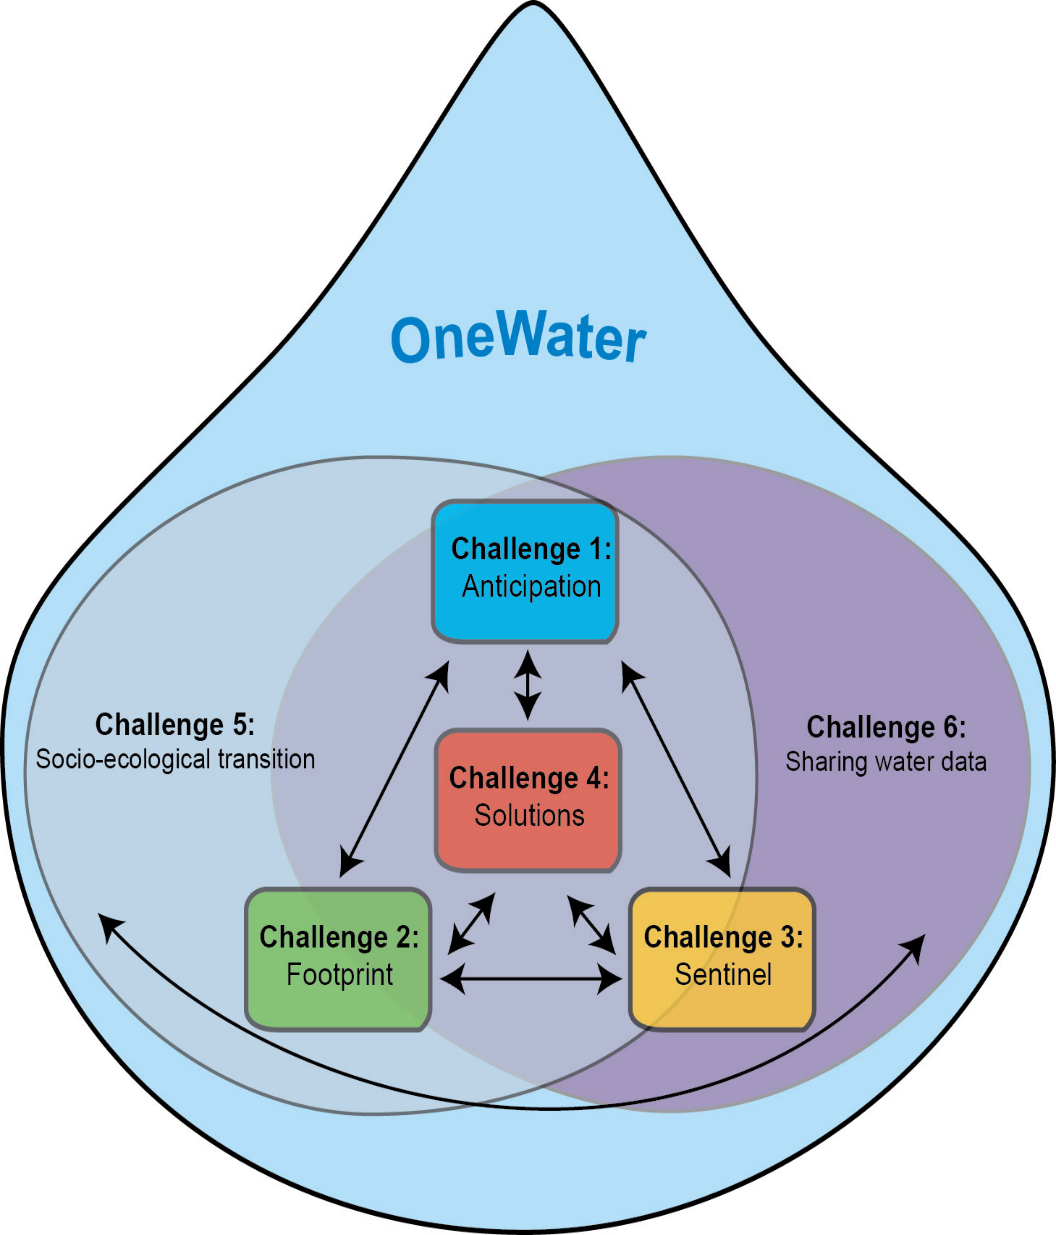 OneWater
Challenge 1:
Anticipation
Challenge 5:
Socio-ecological transition
Challenge 6:
Sharing water data
Challenge 4:
Solutions
Challenge 2:
Footprint
Challenge 3:
Sentinel